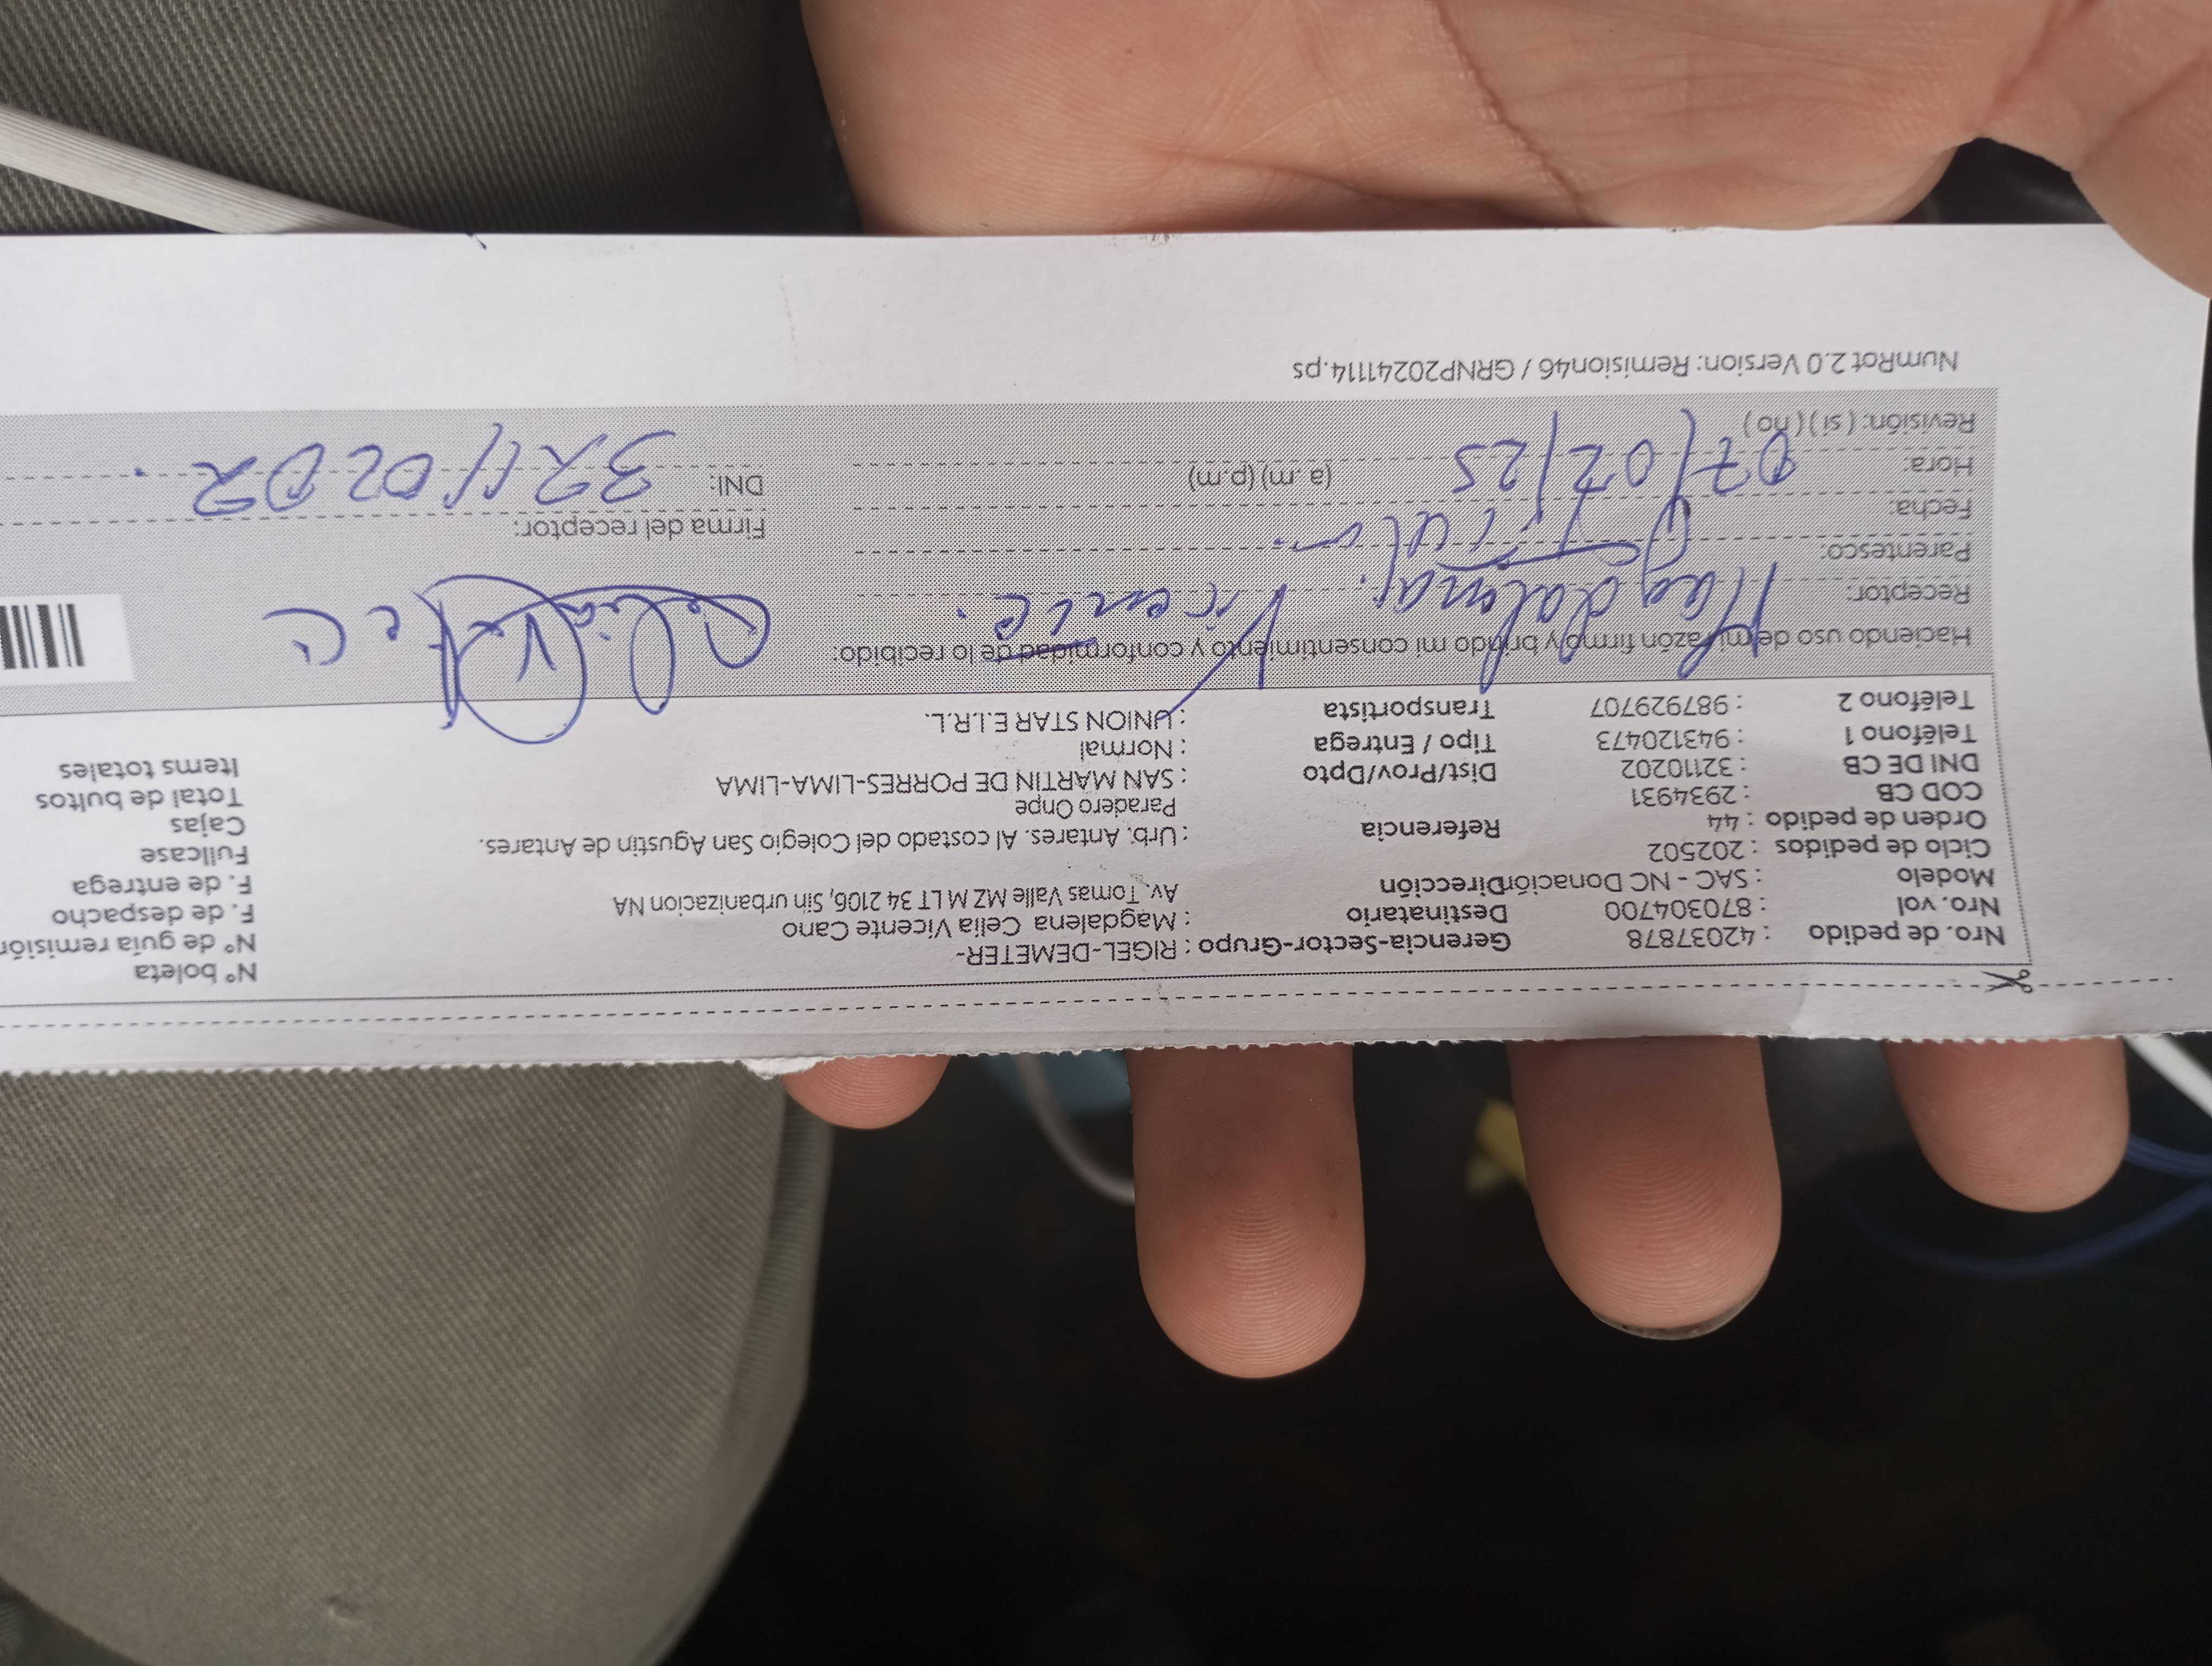 N° boleta
Nro. de pedido : 42037878 Gerencia-Sector-Grupo : RIGEL-DEMETER-
N° de guía remisión
Nro. vol : 870304700 Destinatario : Magdalena Celia Vicente Cano
F. de despacho
Modelo : SAC - NC Donación Dirección Av. Tomas Valle MZ M LT 34 2106, Sin urbanizacion NA
F. de entrega
Ciclo de pedidos : 202502
Fullcase
Orden de pedido : 44 Referencia : Urb. Antares. Al costado del Colegio San Agustin de Antares.
Cajas
COD CB : 2934931 Paradero Onpe
Total de bultos
DNI DE CB : 32110202 Dist/Prov/Dpto : SAN MARTIN DE PORRES-LIMA-LIMA
Items totales
Teléfono 1 : 943120473 Tipo / Entrega : Normal
Teléfono 2 : 987929707 Transportista : UNION STAR E.I.R.L.
Haciendo uso de mi razón firmo y brindo mi consentimiento y conformidad de lo recibido:
Receptor: Magdalena Vicente.
Parentesco: Titular.
Firma del receptor:
Fecha: 07/02/25
Hora: (a.m) (p.m)
DNI: 32110202.
Revisión: ( si ) ( no )
NumRot 2.0 Version: Remision46 / GRNP20241114.ps